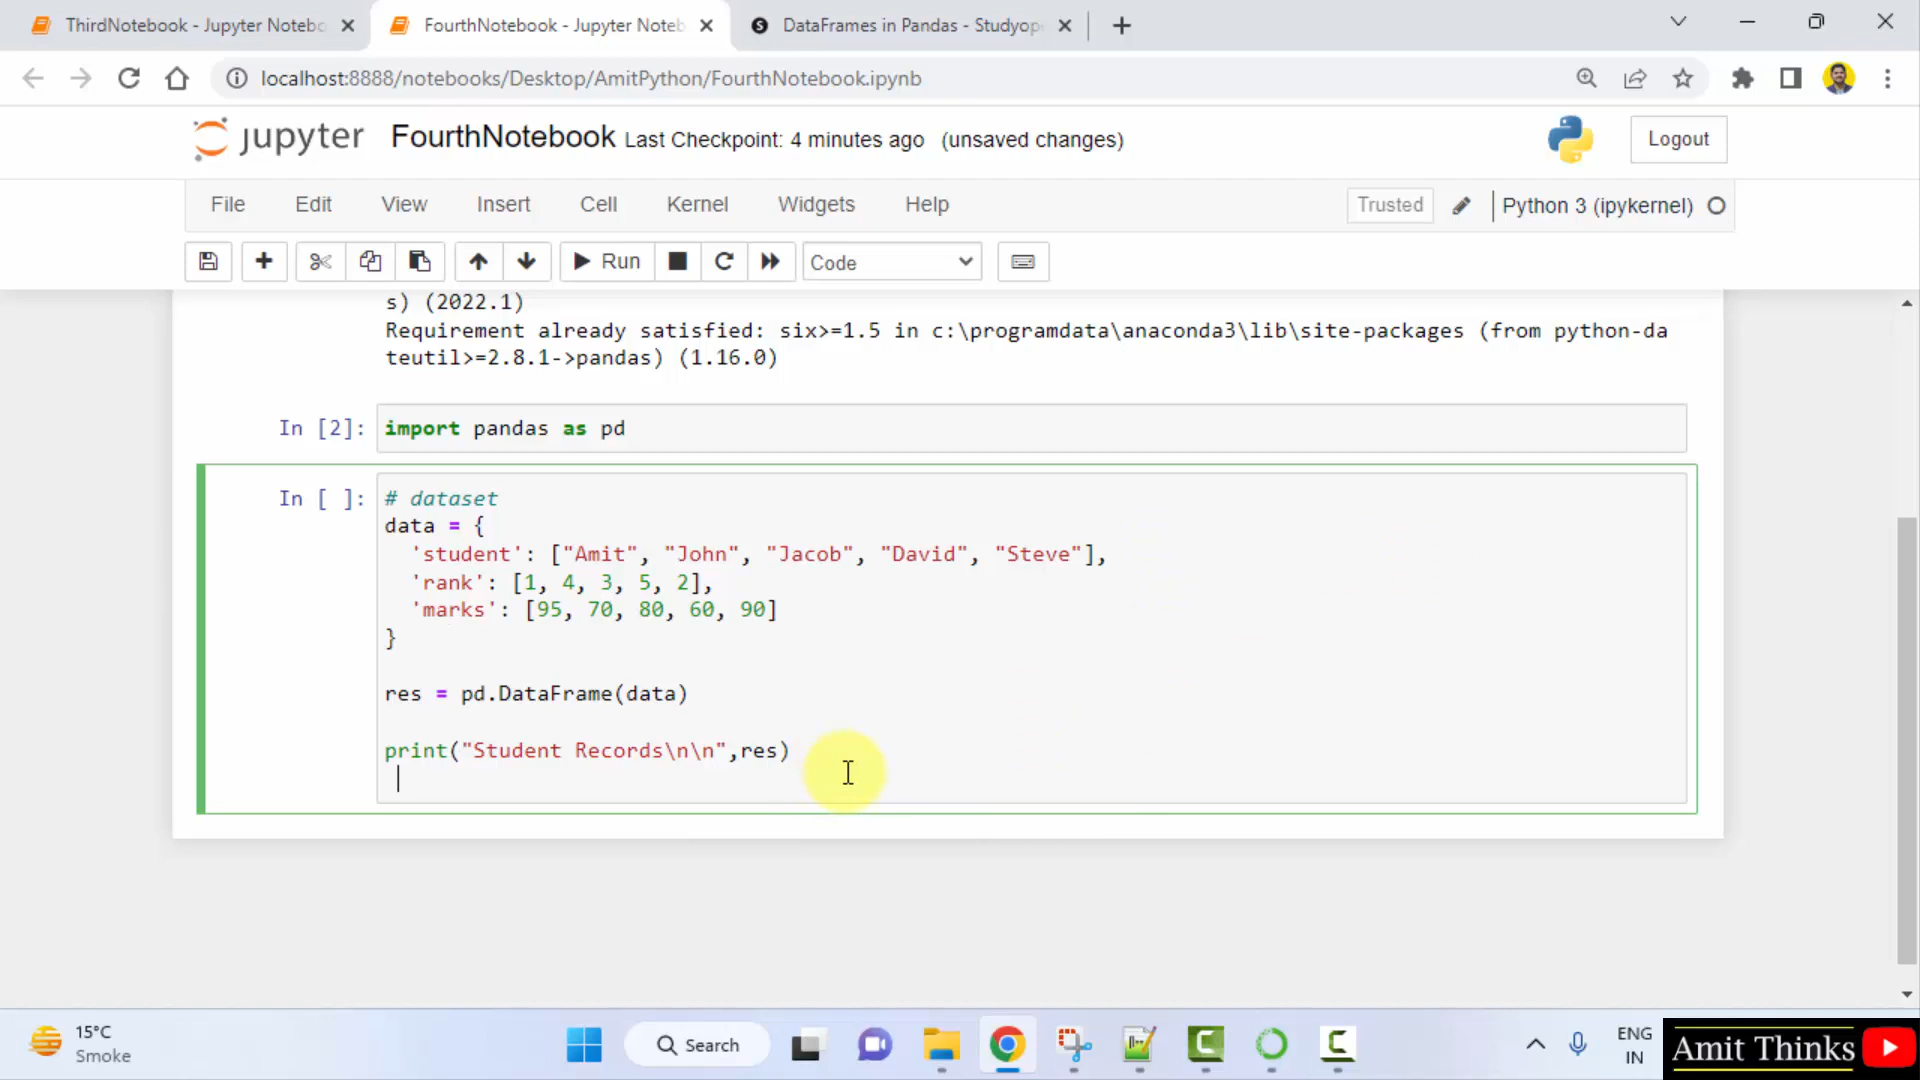 ThirdNotebook - Jupyter Notebo
FourthNotebook - Jupyter Noteb
DataFrames in Pandas - Studyop
localhost:8888/notebooks/Desktop/AmitPython/FourthNotebook.ipynb
jupyter FourthNotebook Last Checkpoint: 4 minutes ago (unsaved changes)
Logout
File Edit View Insert Cell Kernel Widgets Help
Trusted
Python 3 (ipykernel)
Run
Code
s) (2022.1)
Requirement already satisfied: six>=1.5 in c:\programdata\anaconda3\lib\site-packages (from python-da
teutil>=2.8.1->pandas) (1.16.0)
In [2]: import pandas as pd
In [ ]: # dataset
data = {
'student': ["Amit", "John", "Jacob", "David", "Steve"],
'rank': [1, 4, 3, 5, 2],
'marks': [95, 70, 80, 60, 90]
}
res = pd.DataFrame(data)
print("Student Records\n\n",res)
15°C
Smoke
Search
ENG
IN
Amit Thinks